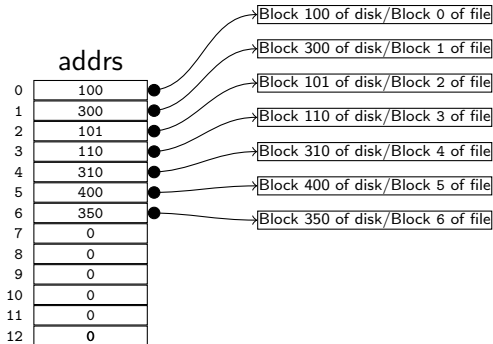 Block 100 of disk/Block 0 of file
Block 300 of disk/Block 1 of file
addrs
Block 101 of disk/Block 2 of file
0 100
1 300
Block 110 of disk/Block 3 of file
2 101
3 110
Block 310 of disk/Block 4 of file
4 310
5 400
Block 400 of disk/Block 5 of file
6 350
Block 350 of disk/Block 6 of file
7 0
8 0
9 0
10 0
11 0
12 0